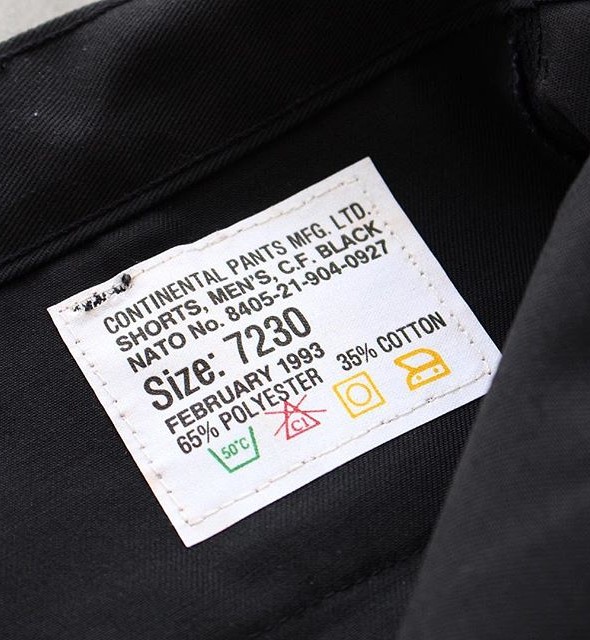 CONTINENTAL PANTS MFG. LTD.
SHORTS, MEN'S, C.F. BLACK
NATO No. 8405-21-904-0927
Size: 7230
FEBRUARY 1993
65% POLYESTER 35% COTTON
50°C Cl